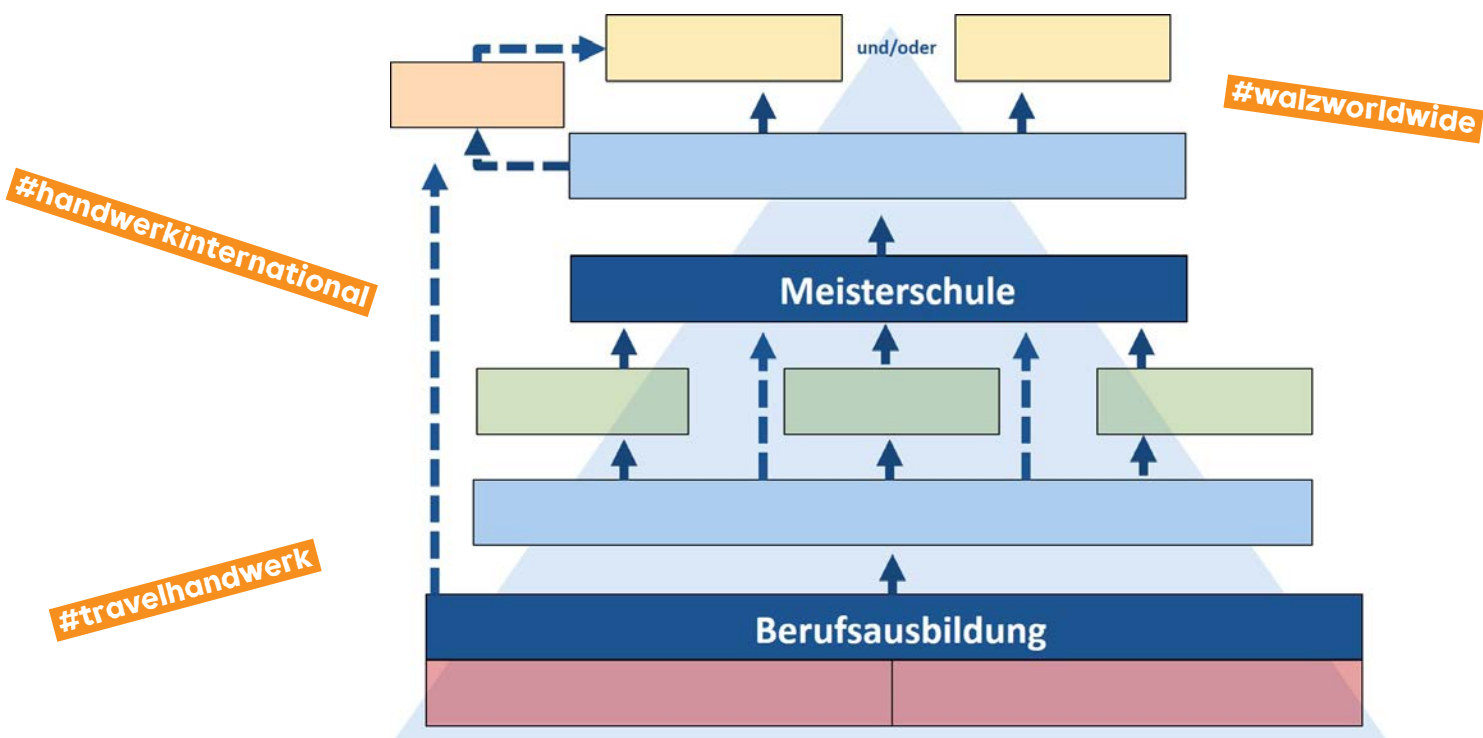 und/oder
#walzworldwide
#handwerkinternational
Meisterschule
#travelhandwerk
Berufsausbildung